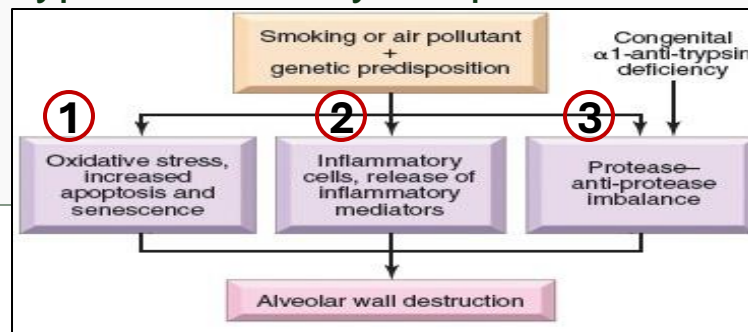 Smoking or air pollutant
+
genetic predisposition
Congenital
α1-anti-trypsin
deficiency
1
2
3
Oxidative stress,
increased
apoptosis and
senescence
Inflammatory
cells, release of
inflammatory
mediators
Protease–
anti-protease
imbalance
Alveolar wall destruction